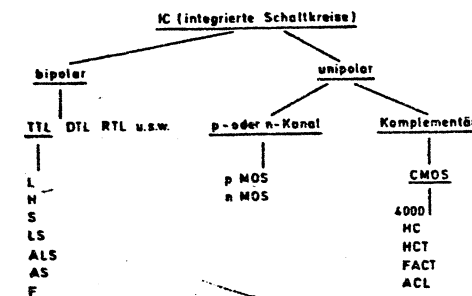 IC (integrierte Schaltkreise)
bipolar
unipolar
TTL DTL RTL u.s.w.
p-oder n-Kanal
Komplementä
L
H
S
LS
ALS
AS
F
p MOS
n MOS
CMOS
4000
HC
HCT
FACT
ACL